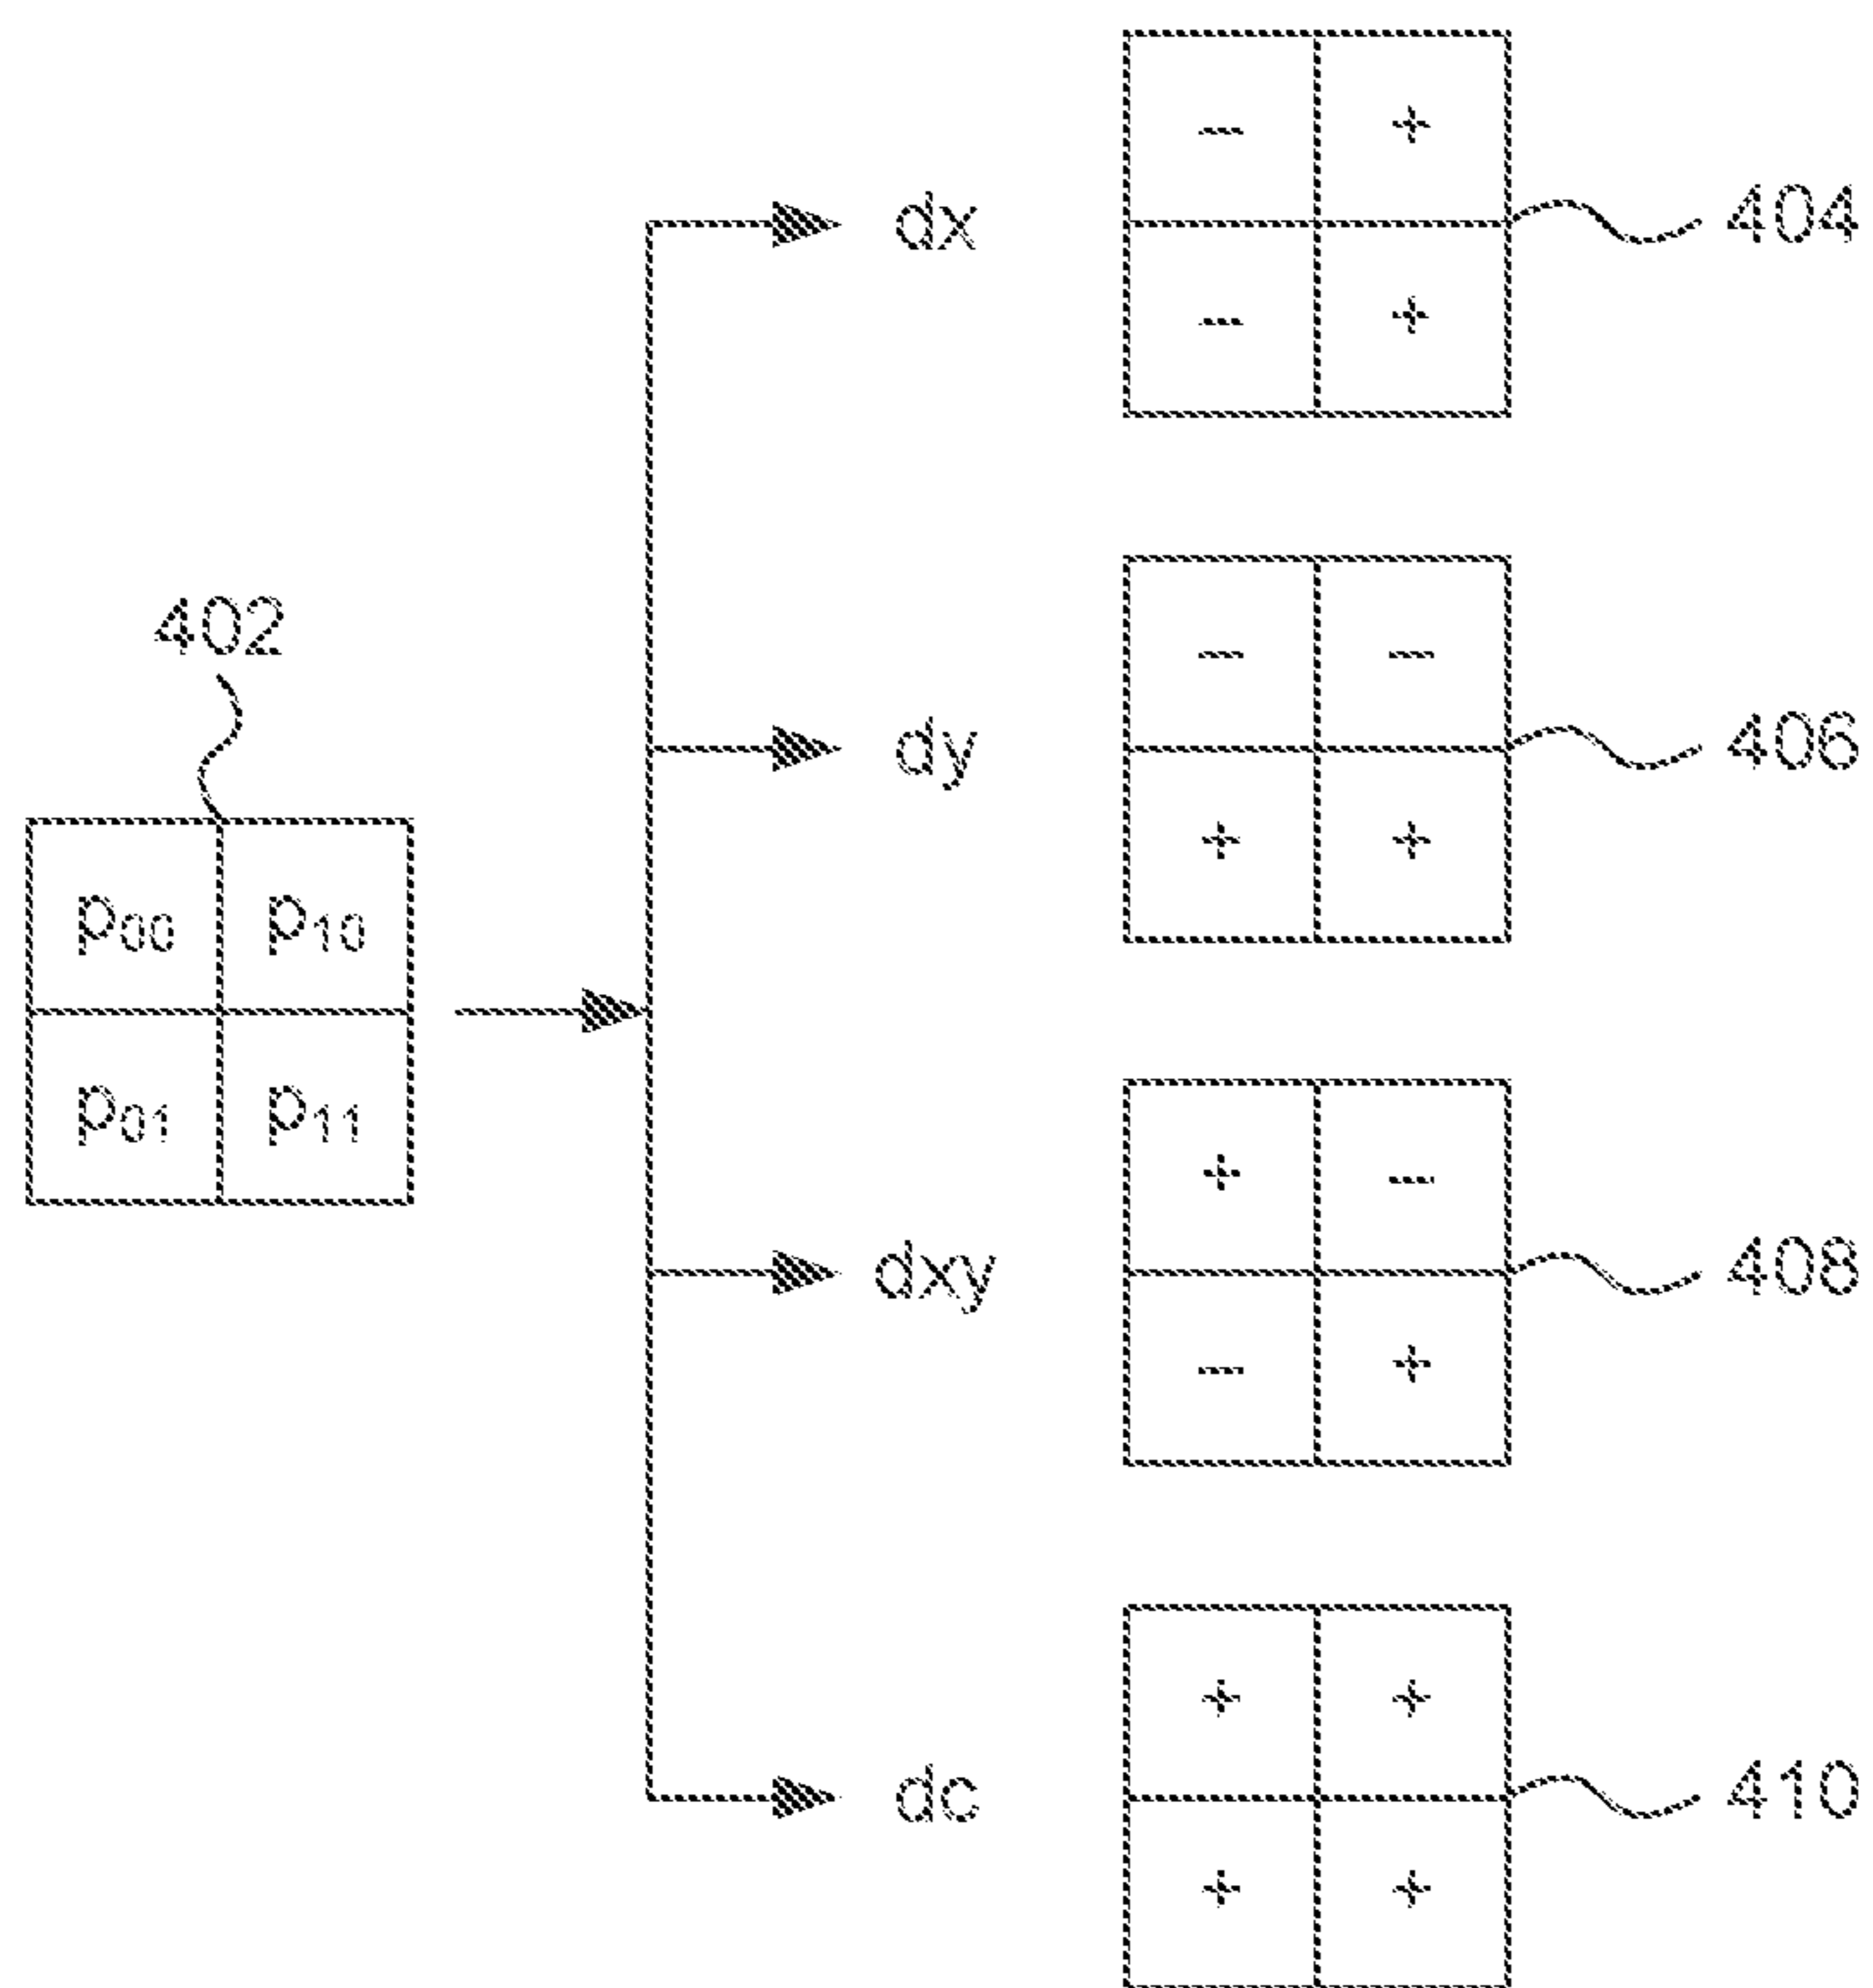 dx
− +
− +
404
402
dy
− −
+ +
406
p00 p10
p01 p11
dxy
+ −
− +
408
dc
+ +
+ +
410